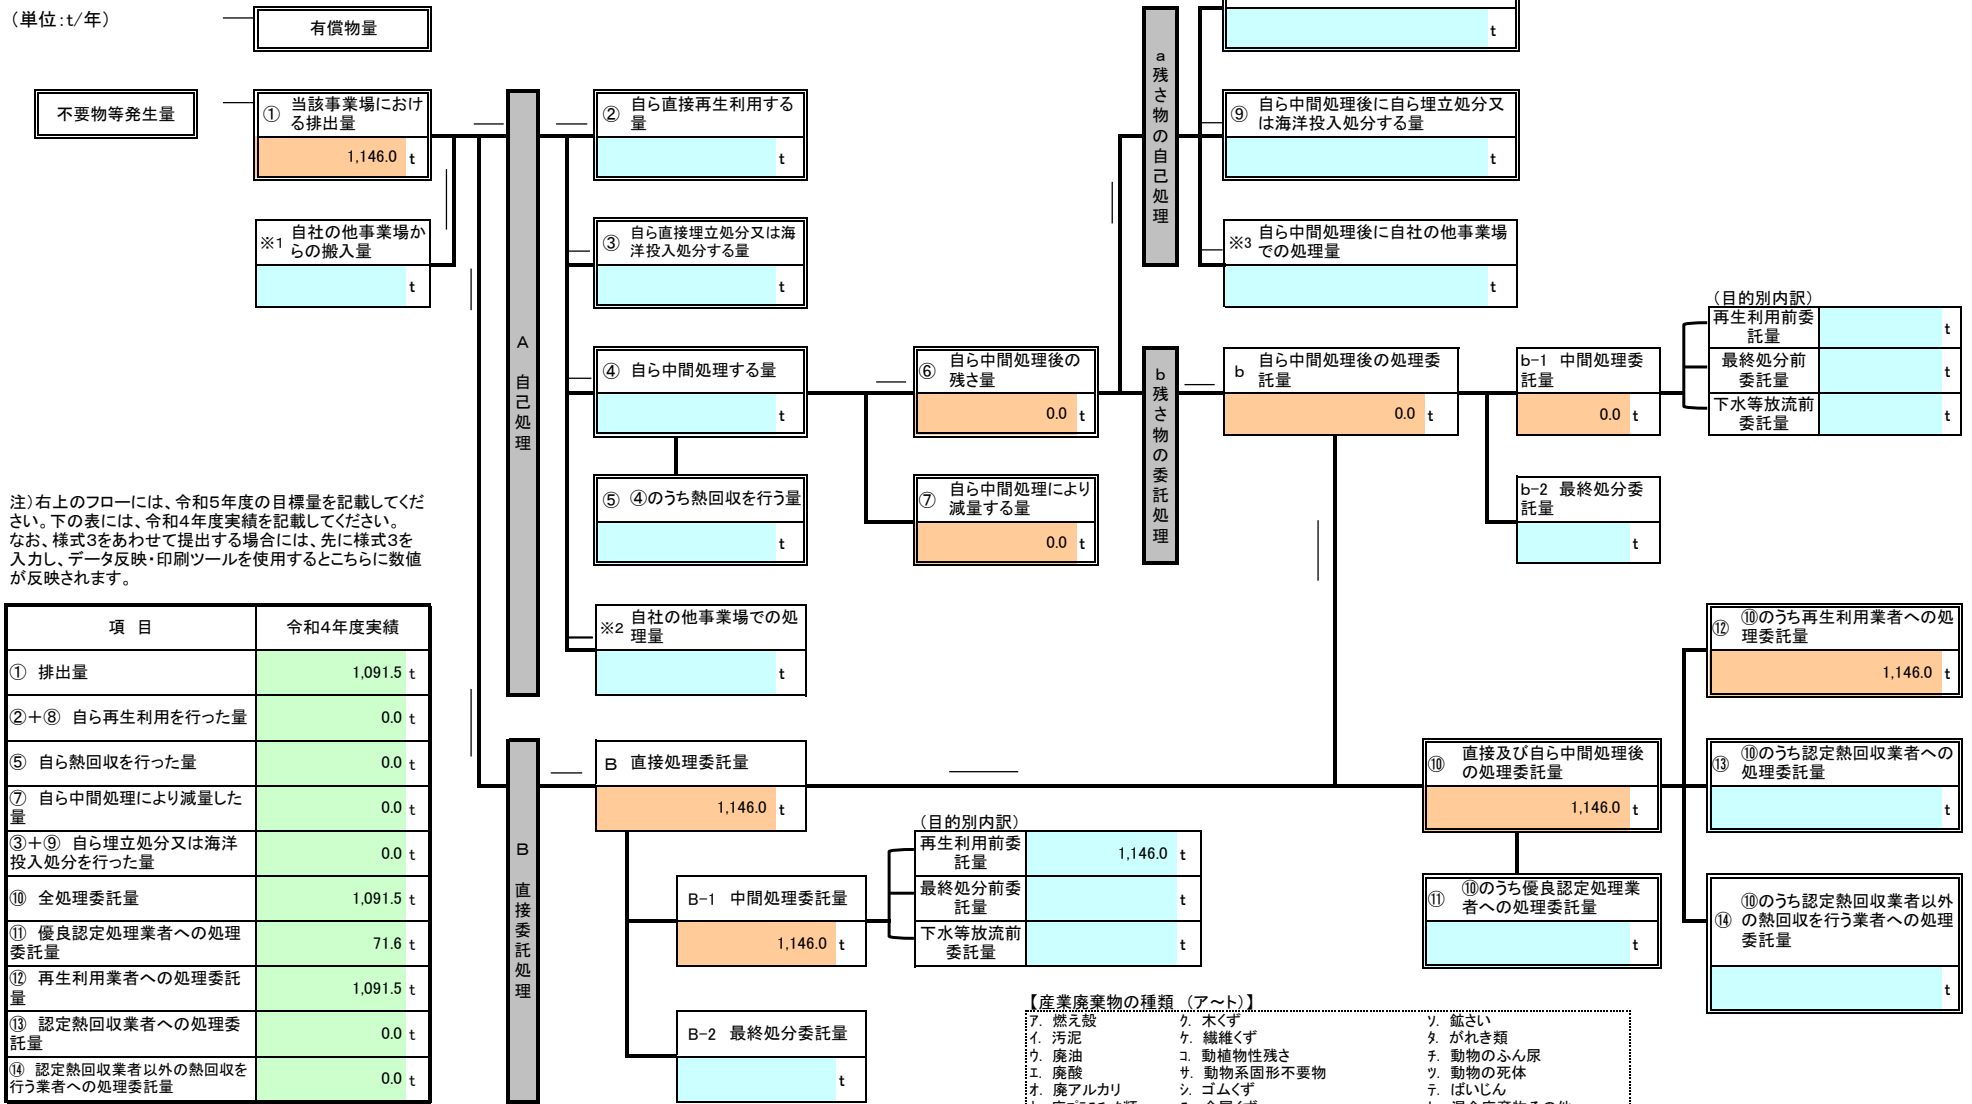 （単位：t/年）
有償物量
不要物等発生量
① 当該事業場におけ
る排出量
1,146.0 t
※1 自社の他事業場か
らの搬入量
t
A 自己処理
② 自ら直接再生利用する
量
t
③ 自ら直接埋立処分又は海
洋投入処分する量
t
④ 自ら中間処理する量
t
⑤ ④のうち熱回収を行う量
t
※2 自社の他事業場での処
理量
t
⑥ 自ら中間処理後の
残さ量
0.0 t
⑦ 自ら中間処理により
減量する量
0.0 t
a 残さ物の自己処理
t
⑨ 自ら中間処理後に自ら埋立処分又
は海洋投入処分する量
t
※3 自ら中間処理後に自社の他事業場
での処理量
t
b 残さ物の委託処理
b 自ら中間処理後の処理委
託量
0.0 t
b-1 中間処理委
託量
0.0 t
（目的別内訳）
再生利用前委
託量
t
最終処分前
委託量
t
下水等放流前
委託量
t
b-2 最終処分委
託量
t
注）右上のフローには、令和5年度の目標量を記載してくだ
さい。下の表には、令和4年度実績を記載してください。
なお、様式3をあわせて提出する場合には、先に様式3を
入力し、データ反映・印刷ツールを使用するとこちらに数値
が反映されます。
項 目 令和4年度実績
① 排出量 1,091.5 t
②＋⑧ 自ら再生利用を行った量 0.0 t
⑤ 自ら熱回収を行った量 0.0 t
⑦ 自ら中間処理により減量した
量 0.0 t
③＋⑨ 自ら埋立処分又は海洋
投入処分を行った量 0.0 t
⑩ 全処理委託量 1,091.5 t
⑪ 優良認定処理業者への処理
委託量 71.6 t
⑫ 再生利用業者への処理委託
量 1,091.5 t
⑬ 認定熱回収業者への処理委
託量 0.0 t
⑭ 認定熱回収業者以外の熱回収を
行う業者への処理委託量 0.0 t
B 直接委託処理
B 直接処理委託量
1,146.0 t
B-1 中間処理委託量
1,146.0 t
（目的別内訳）
再生利用前委
託量
1,146.0 t
最終処分前委
託量
t
下水等放流前
委託量
t
B-2 最終処分委託量
t
⑩ 直接及び自ら中間処理後
の処理委託量
1,146.0 t
⑪ ⑩のうち優良認定処理業
者への処理委託量
t
⑫ ⑩のうち再生利用業者への処
理委託量
1,146.0 t
⑬ ⑩のうち認定熱回収業者への
処理委託量
t
⑭ ⑩のうち認定熱回収業者以外
の熱回収を行う業者への処理
委託量
t
【産業廃棄物の種類 （ア～ト）】
ア. 燃え殻 ク. 木くず ソ. 鉱さい
イ. 汚泥 ケ. 繊維くず タ. がれき類
ウ. 廃油 コ. 動植物性残さ チ. 動物のふん尿
エ. 廃酸 サ. 動物系固形不要物 ツ. 動物の死体
オ. 廃アルカリ シ. ゴムくず テ. ばいじん